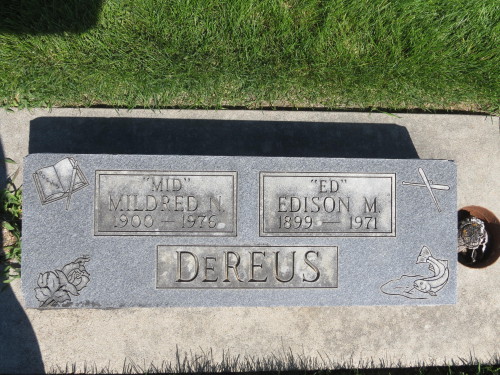 "MID"
MILDRED N.
1900 — 1976
"ED"
EDISON M.
1899 — 1971
DeREUS